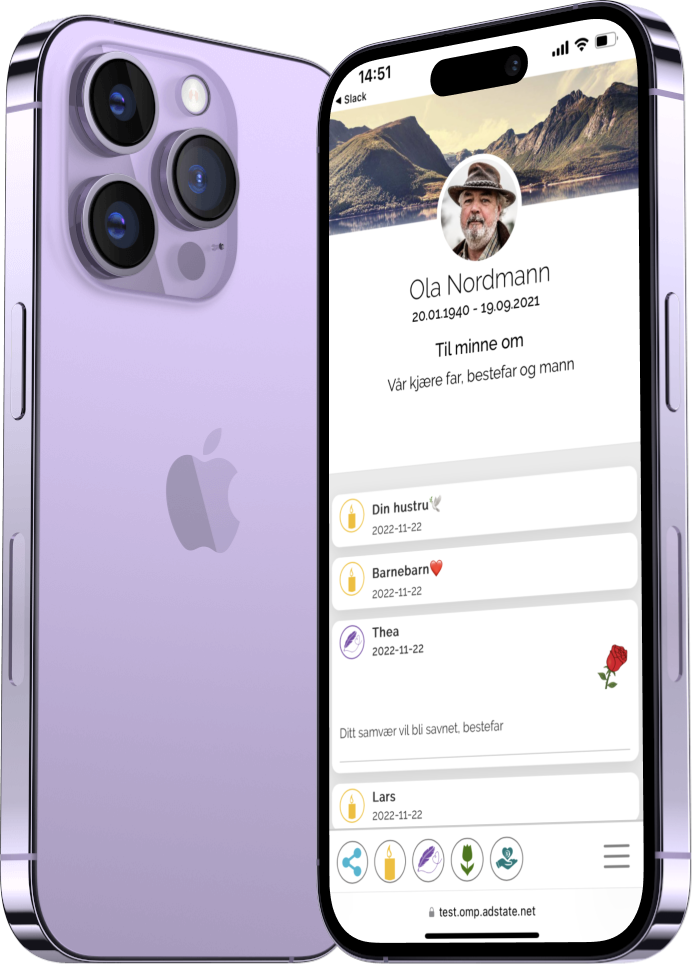 14:51
◀ Slack
Ola Nordmann
20.01.1940 - 19.09.2021
Til minne om
Vår kjære far, bestefar og mann
Din hustru🕊
2022-11-22
Barnebarn❤️
2022-11-22
Thea
2022-11-22
Ditt samvær vil bli savnet, bestefar
Lars
2022-11-22
test.omp.adstate.net